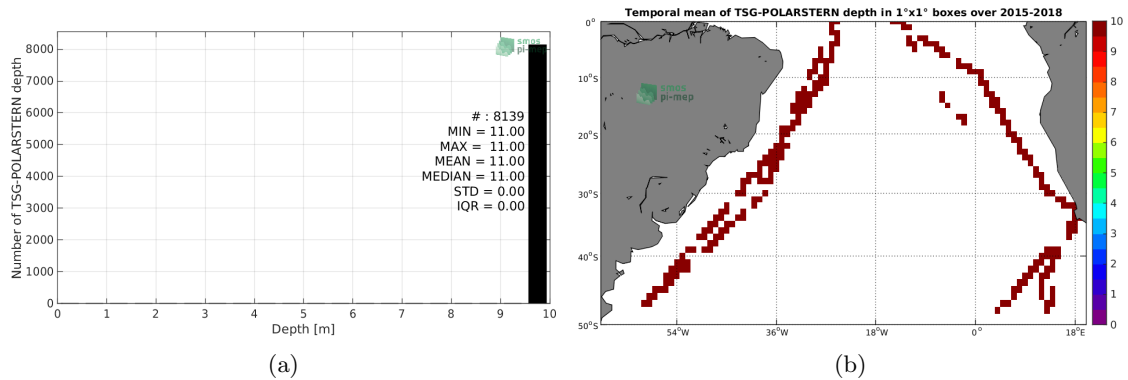 Number of TSG-POLARSTERN depth
8000
7000
6000
5000
4000
3000
2000
1000
0
smos
pi-mep
# : 8139
MIN = 11.00
MAX = 11.00
MEAN = 11.00
MEDIAN = 11.00
STD = 0.00
IQR = 0.00
0 1 2 3 4 5 6 7 8 9 10
Depth [m]
(a)
Temporal mean of TSG-POLARSTERN depth in 1°x1° boxes over 2015-2018
0°
10°S
20°S
30°S
40°S
50°S
smos
pi-mep
54°W 36°W 18°W 0° 18°E
10
9
8
7
6
5
4
3
2
1
0
(b)